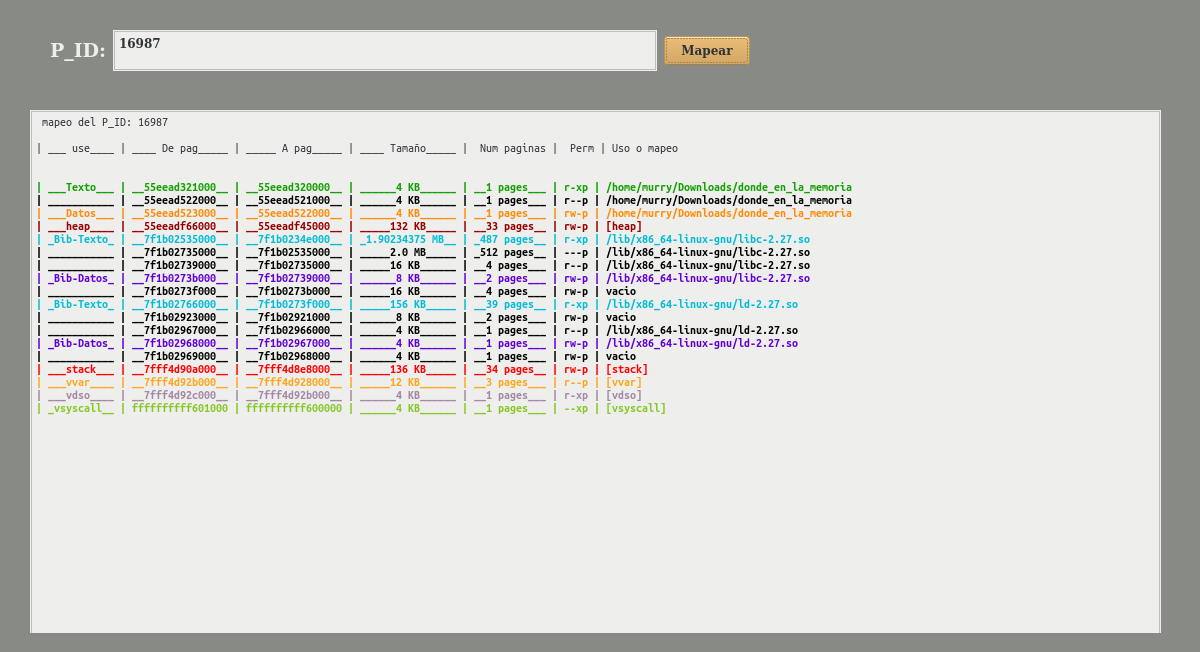 P_ID: 16987 Mapear
mapeo del P_ID: 16987
| ___ use____ | ____ De pag_____ | _____ A pag_____ | ____ Tamaño_____ |  Num paginas |  Perm | Uso o mapeo
| ___Texto___ | __55eead321000__ | __55eead320000__ | ______4 KB______ | __1 pages___ | r-xp | /home/murry/Downloads/donde_en_la_memoria
| ___________ | __55eead522000__ | __55eead521000__ | ______4 KB______ | __1 pages___ | r--p | /home/murry/Downloads/donde_en_la_memoria
| ___Datos___ | __55eead523000__ | __55eead522000__ | ______4 KB______ | __1 pages___ | rw-p | /home/murry/Downloads/donde_en_la_memoria
| ___heap____ | __55eeadf66000__ | __55eeadf45000__ | _____132 KB_____ | __33 pages__ | rw-p | [heap]
| _Bib-Texto_ | __7f1b02535000__ | __7f1b0234e000__ | _1.90234375 MB__ | _487 pages__ | r-xp | /lib/x86_64-linux-gnu/libc-2.27.so
| ___________ | __7f1b02735000__ | __7f1b02535000__ | _____2.0 MB_____ | _512 pages__ | ---p | /lib/x86_64-linux-gnu/libc-2.27.so
| ___________ | __7f1b02739000__ | __7f1b02735000__ | _____16 KB______ | __4 pages___ | r--p | /lib/x86_64-linux-gnu/libc-2.27.so
| _Bib-Datos_ | __7f1b0273b000__ | __7f1b02739000__ | ______8 KB______ | __2 pages___ | rw-p | /lib/x86_64-linux-gnu/libc-2.27.so
| ___________ | __7f1b0273f000__ | __7f1b0273b000__ | _____16 KB______ | __4 pages___ | rw-p | vacio
| _Bib-Texto_ | __7f1b02766000__ | __7f1b0273f000__ | _____156 KB_____ | __39 pages__ | r-xp | /lib/x86_64-linux-gnu/ld-2.27.so
| ___________ | __7f1b02923000__ | __7f1b02921000__ | ______8 KB______ | __2 pages___ | rw-p | vacio
| ___________ | __7f1b02967000__ | __7f1b02966000__ | ______4 KB______ | __1 pages___ | r--p | /lib/x86_64-linux-gnu/ld-2.27.so
| _Bib-Datos_ | __7f1b02968000__ | __7f1b02967000__ | ______4 KB______ | __1 pages___ | rw-p | /lib/x86_64-linux-gnu/ld-2.27.so
| ___________ | __7f1b02969000__ | __7f1b02968000__ | ______4 KB______ | __1 pages___ | rw-p | vacio
| ___stack___ | __7fff4d90a000__ | __7fff4d8e8000__ | _____136 KB_____ | __34 pages__ | rw-p | [stack]
| ___vvar____ | __7fff4d92b000__ | __7fff4d928000__ | _____12 KB______ | __3 pages___ | r--p | [vvar]
| ___vdso____ | __7fff4d92c000__ | __7fff4d92b000__ | ______4 KB______ | __1 pages___ | r-xp | [vdso]
| _vsyscall__ | ffffffffff601000 | ffffffffff600000 | ______4 KB______ | __1 pages___ | --xp | [vsyscall]